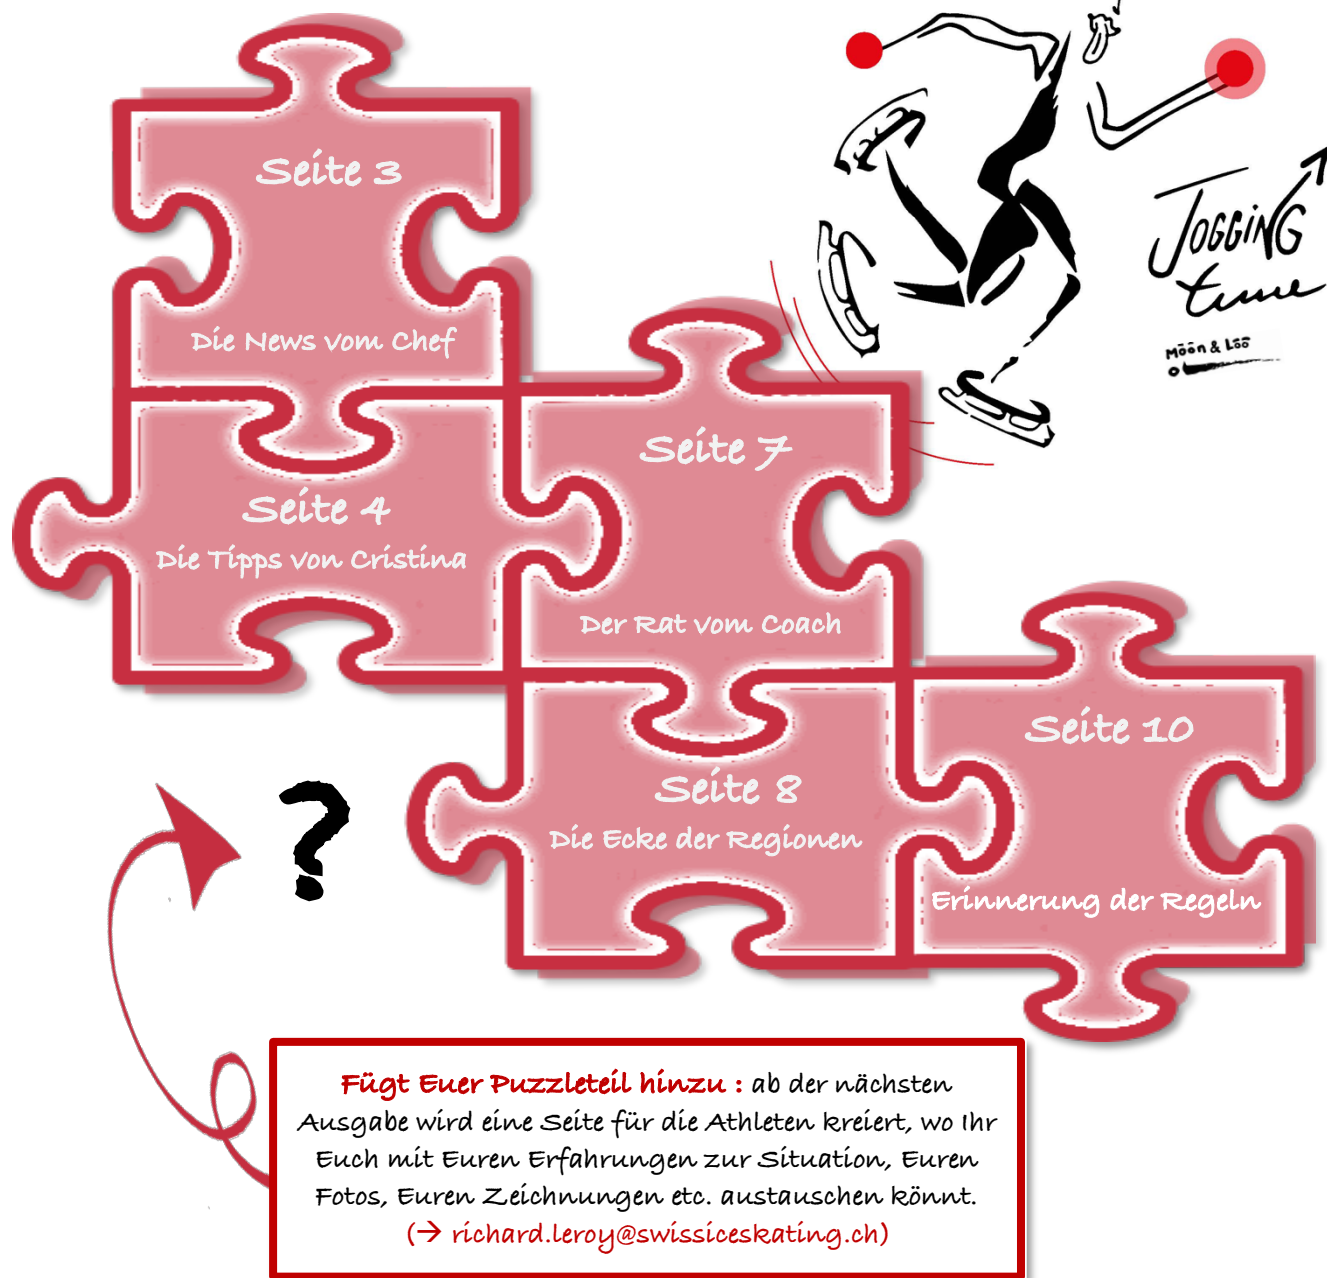 Seite 3
Die News vom Chef
JOGGING
time
Möön & Löö
Seite 4
Die Tipps von Cristina
Seite 7
Der Rat vom Coach
Seite 8
Die Ecke der Regionen
Seite 10
Erinnerung der Regeln
?
Fügt Euer Puzzleteil hinzu : ab der nächsten
Ausgabe wird eine Seite für die Athleten kreiert, wo Ihr
Euch mit Euren Erfahrungen zur Situation, Euren
Fotos, Euren Zeichnungen etc. austauschen könnt.
(→ richard.leroy@swissiceskating.ch)